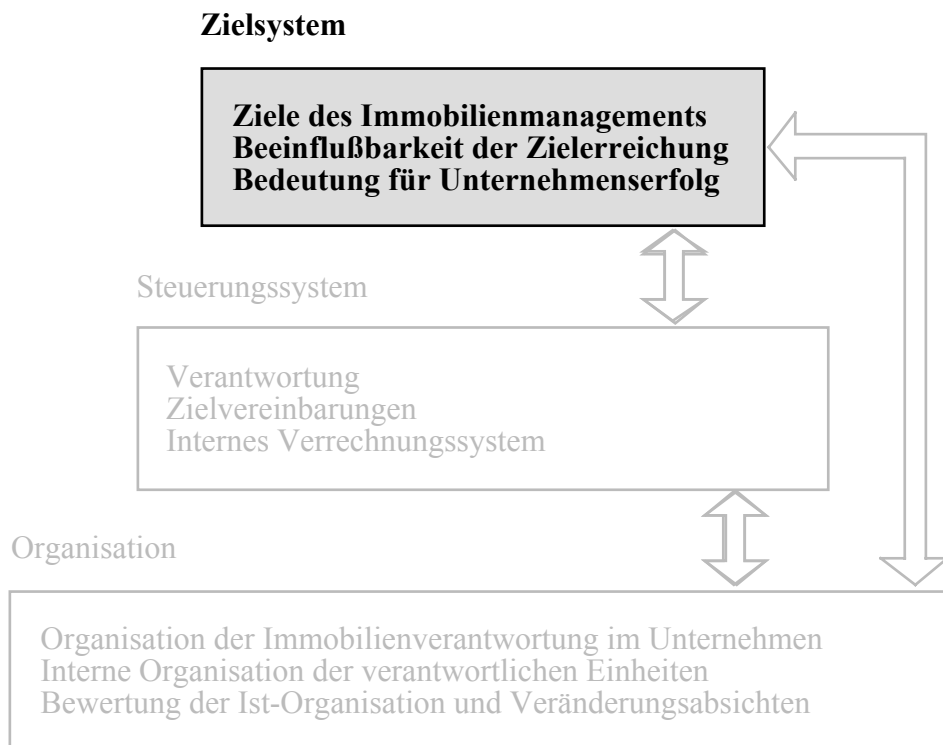 Zielsystem
Ziele des Immobilienmanagements
Beeinflußbarkeit der Zielerreichung
Bedeutung für Unternehmenserfolg
Steuerungssystem
Verantwortung
Zielvereinbarungen
Internes Verrechnungssystem
Organisation
Organisation der Immobilienverantwortung im Unternehmen
Interne Organisation der verantwortlichen Einheiten
Bewertung der Ist-Organisation und Veränderungsabsichten